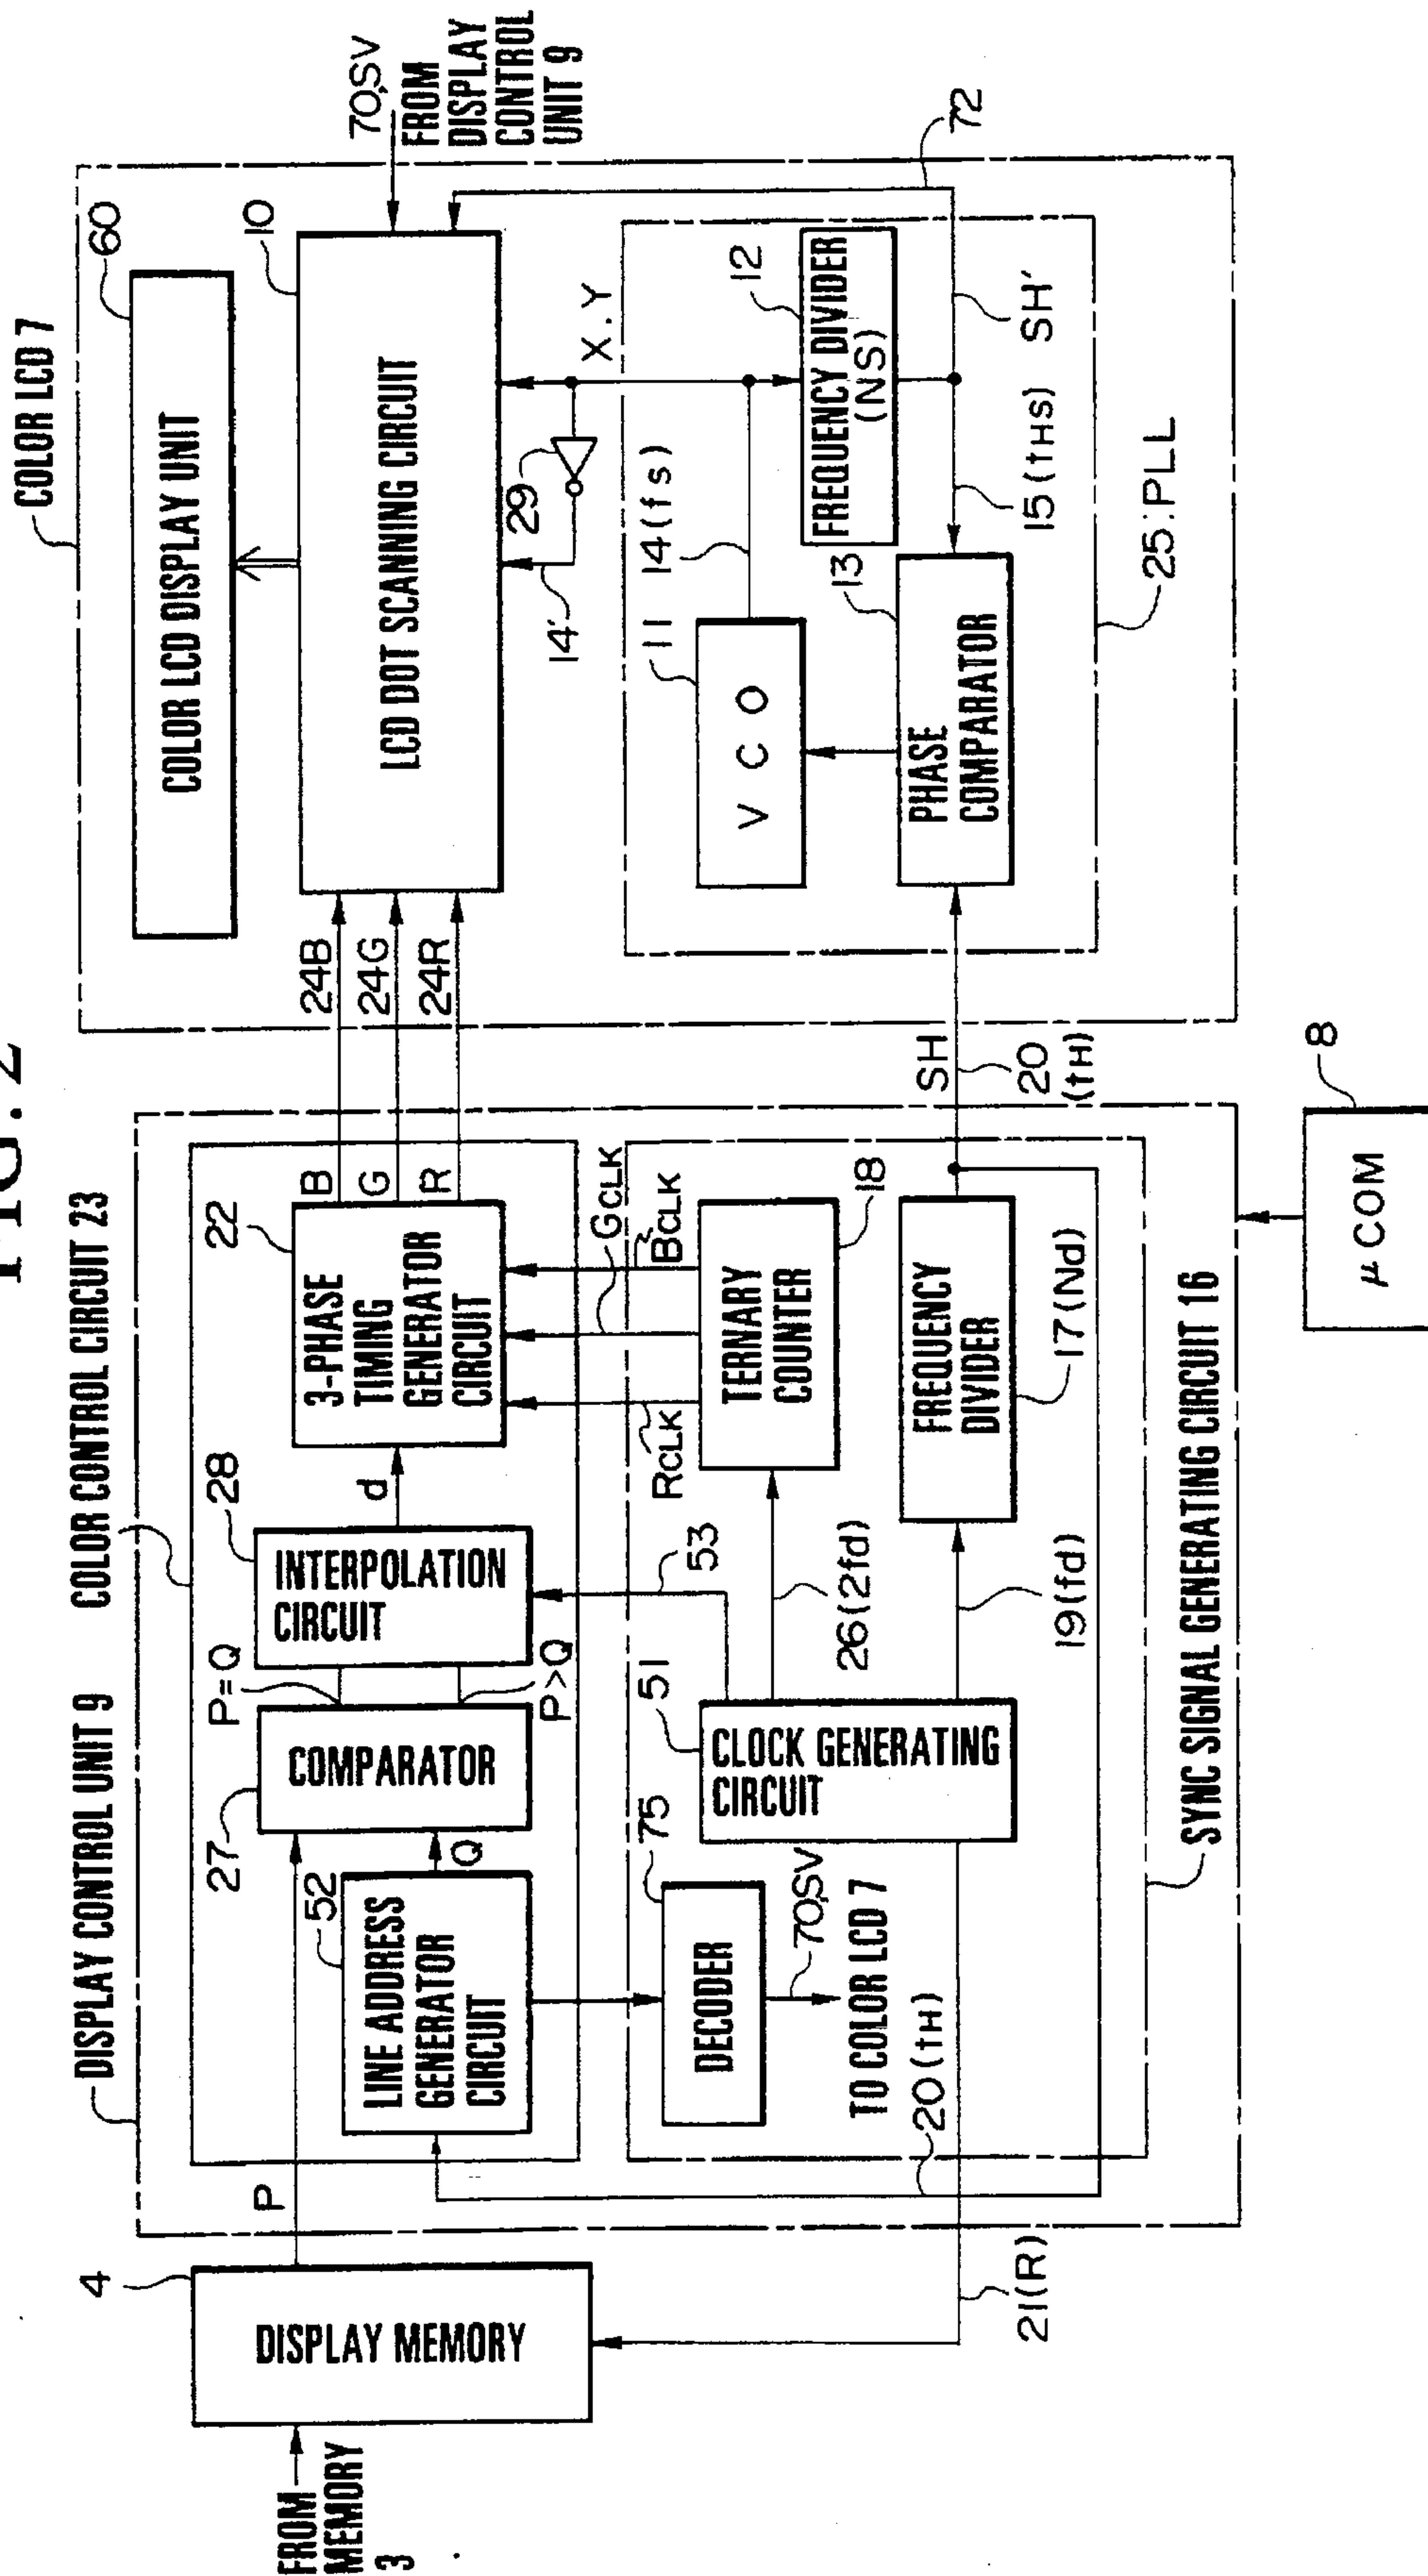 FIG. 2
COLOR LCD 7
60
COLOR LCD DISPLAY UNIT
10
LCD DOT SCANNING CIRCUIT
70,SV
FROM
DISPLAY
CONTROL
UNIT 9
72
24B
24G
24R
14'
29
X.Y
11
VCO
14(fs)
12
FREQUENCY DIVIDER
(NS)
13
PHASE
COMPARATOR
15(tHS)
SH'
25:PLL
SH
20
(tH)
DISPLAY CONTROL UNIT 9
COLOR CONTROL CIRCUIT 23
27
COMPARATOR
P=Q
P>Q
28
INTERPOLATION
CIRCUIT
d
22
3-PHASE
TIMING
GENERATOR
CIRCUIT
B
G
R
52
LINE ADDRESS
GENERATOR
CIRCUIT
Q
RCLK
GCLK
BCLK
53
75
DECODER
70,SV
TO COLOR LCD 7
51
CLOCK GENERATING
CIRCUIT
26(2fd)
18
TERNARY
COUNTER
19(fd)
FREQUENCY
DIVIDER
17(Nd)
20(tH)
SYNC SIGNAL GENERATING CIRCUIT 16
8
μCOM
P
4
DISPLAY MEMORY
21(R)
FROM
MEMORY
3